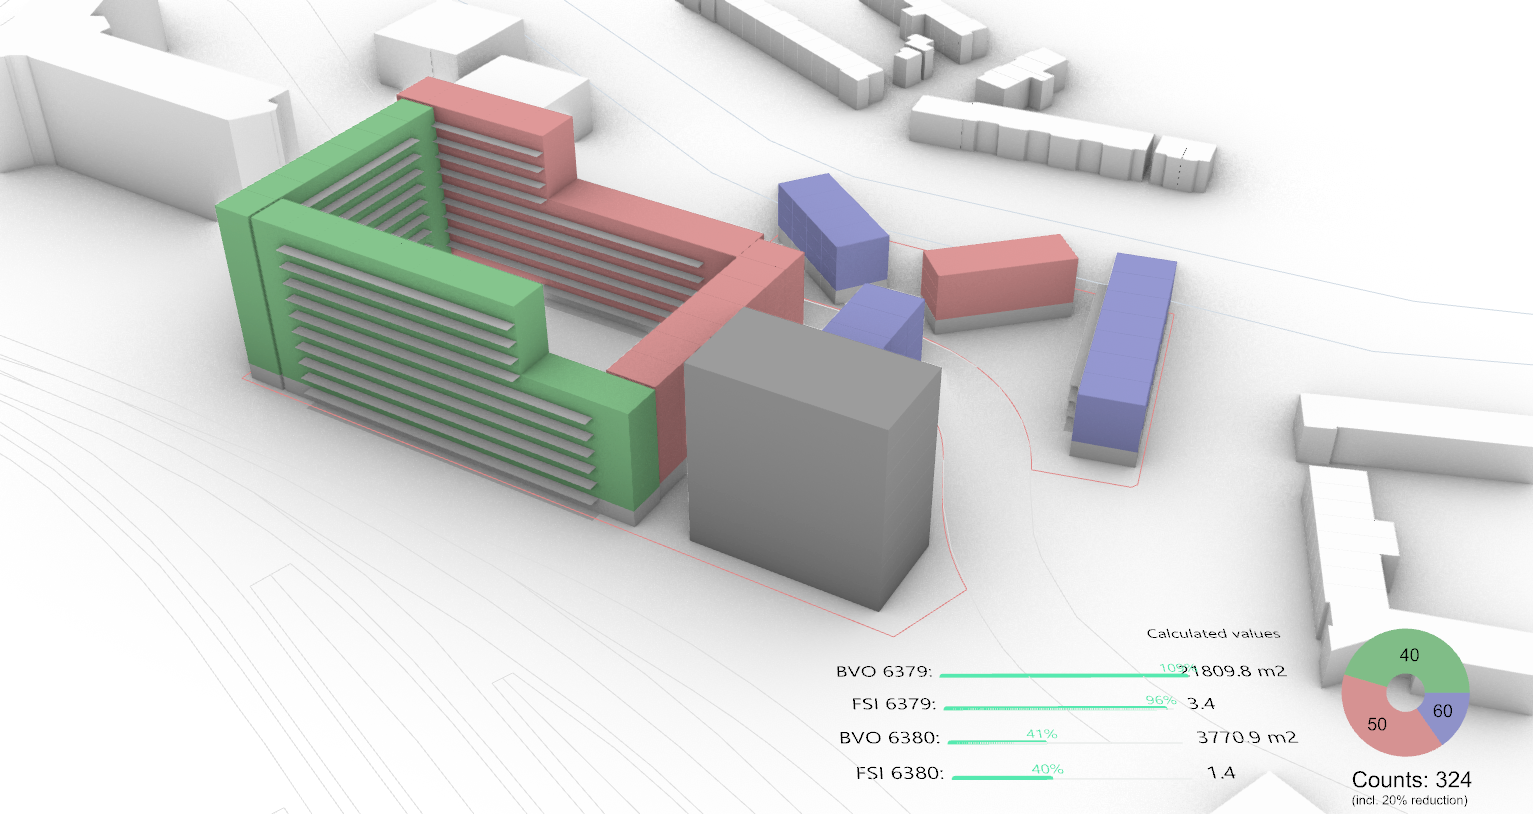 Calculated values
BVO 6379: 109% 21809.8 m2
FSI 6379: 96% 3.4
BVO 6380: 41% 3770.9 m2
FSI 6380: 40% 1.4
40
50
60
Counts: 324
(incl. 20% reduction)